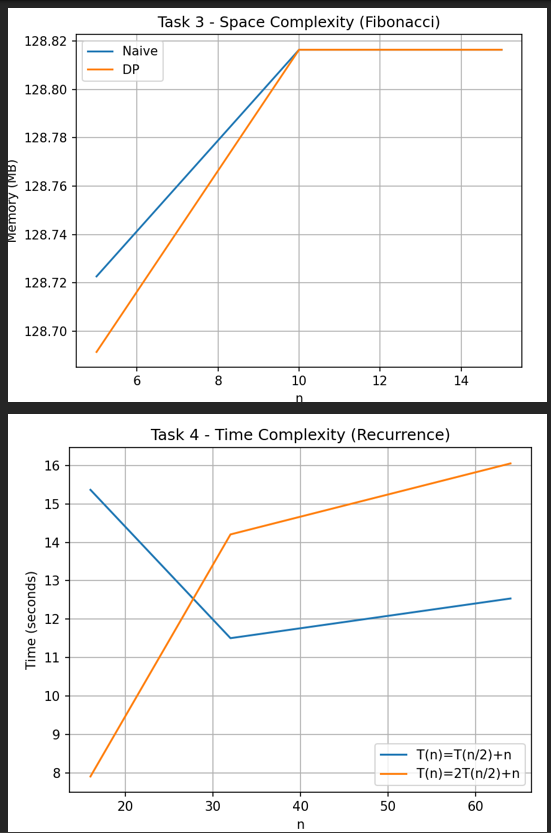 Task 3 - Space Complexity (Fibonacci)
128.82
Naive
DP
128.80
128.78
128.76
Memory (MB)
128.74
128.72
128.70
6 8 10 12 14
n
Task 4 - Time Complexity (Recurrence)
16
15
14
13
Time (seconds)
12
11
10
9
T(n)=T(n/2)+n
8
T(n)=2T(n/2)+n
20 30 40 50 60
n